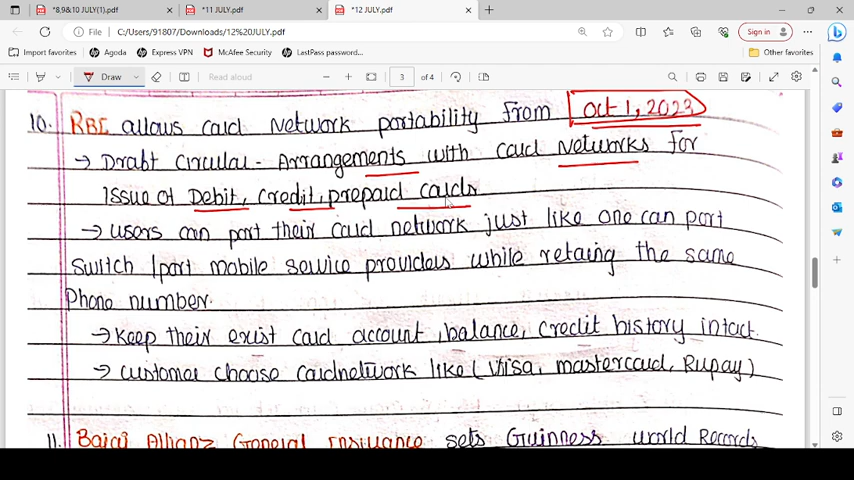 *8,9&10 JULY(1).pdf
*11 JULY.pdf
*12 JULY.pdf
File
C:/Users/91807/Downloads/12%20JULY.pdf
Sign in
Import favorites
Agoda
Express VPN
McAfee Security
LastPass password...
Other favorites
Draw
Read aloud
3
of 4
10. RBI allows card Network portability from Oct 1, 2023
→ Draft Circular - Arrangements with card networks for
Issue of Debit, Credit, prepaid cards
→ users can port their card network just like one can port
switch /port mobile service providers while retaing the same
Phone number.
→ Keep their exist card account, balance, credit history intact.
→ customer choose cardnetwork like (Viisa, mastercard, Rupay)
11. Bajaj Allianz General Insurance sets Guinness world Records